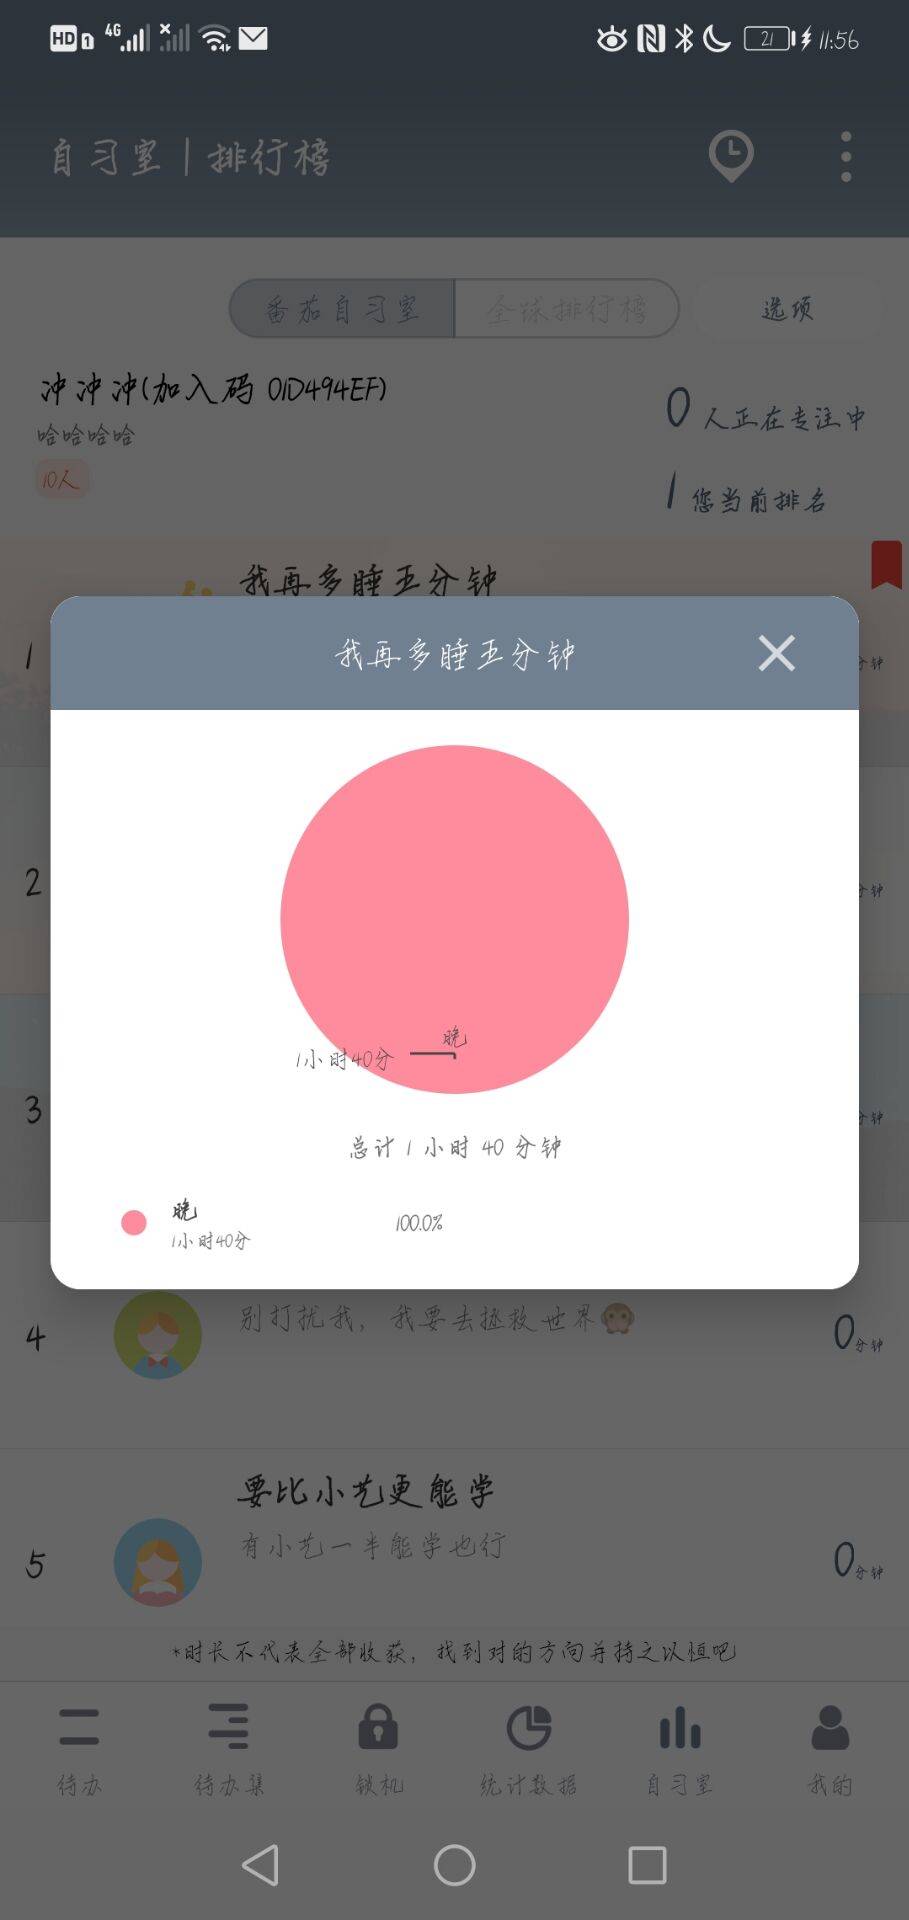 HD 1 4G 21 11:56
自习室 | 排行榜
番茄自习室 全球排行榜 选项
冲冲冲(加入码 01D494EF)
哈哈哈哈
0 人正在专注中
10人
1 您当前排名
我再多睡五分钟
1
分钟
我再多睡五分钟
2
分钟
晚
1小时40分
3
分钟
总计 1 小时 40 分钟
晚
1小时40分
100.0%
别打扰我，我要去拯救世界🙊
4
0分钟
要比小艺更能学
有小艺一半能学也行
5
0分钟
*时长不代表全部收获，找到对的方向并持之以恒吧
待办 待办集 锁机 统计数据 自习室 我的